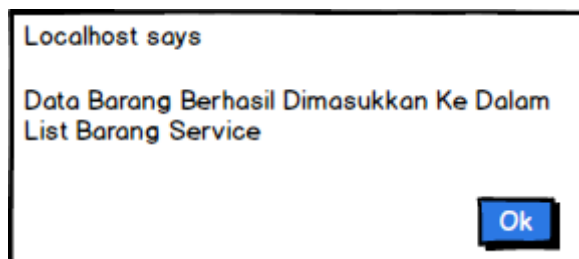 Localhost says
Data Barang Berhasil Dimasukkan Ke Dalam
List Barang Service
Ok